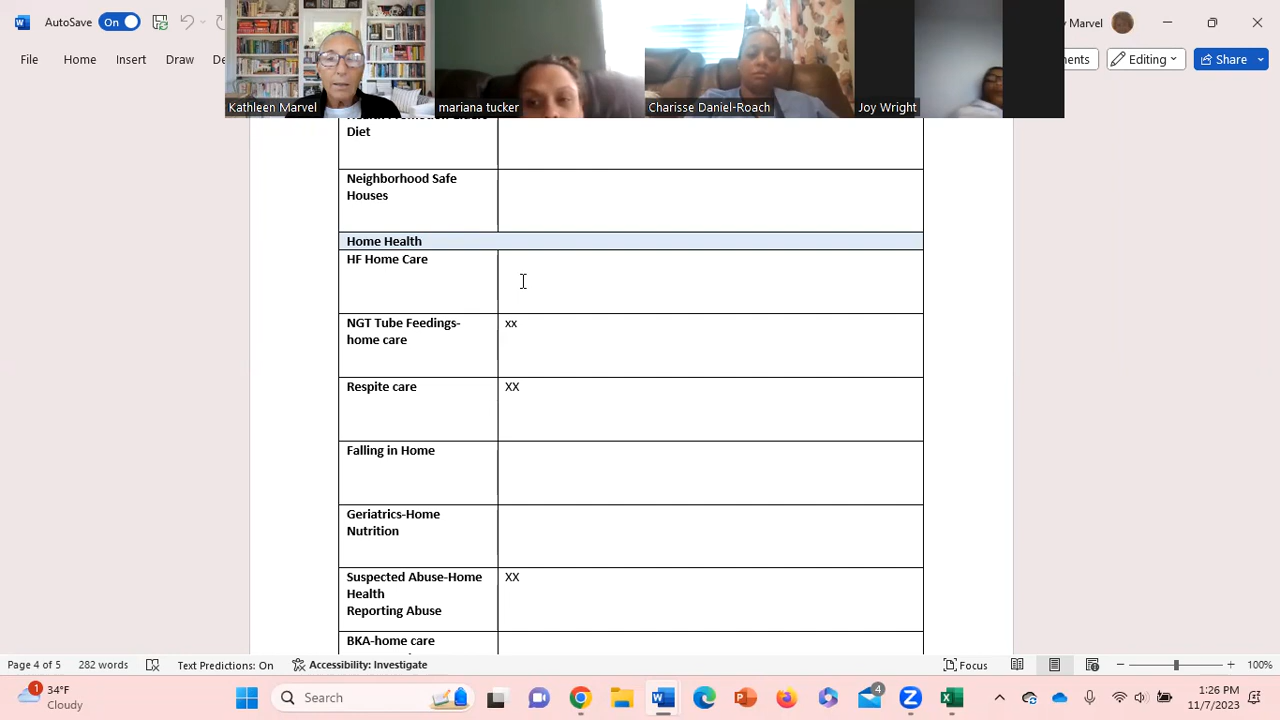 AutoSave On
Marvel
File Home Insert Draw
Editing
Share
Kathleen Marvel
mariana tucker
Charisse Daniel-Roach
Joy Wright
Diet
Neighborhood Safe
Houses
Home Health
HF Home Care
NGT Tube Feedings-
home care
xx
Respite care
XX
Falling in Home
Geriatrics-Home
Nutrition
Suspected Abuse-Home
Health
Reporting Abuse
XX
BKA-home care
Page 4 of 5 282 words Text Predictions: On Accessibility: Investigate Focus 100%
1
34°F
Cloudy
Search
4
1:28 PM
11/7/2023